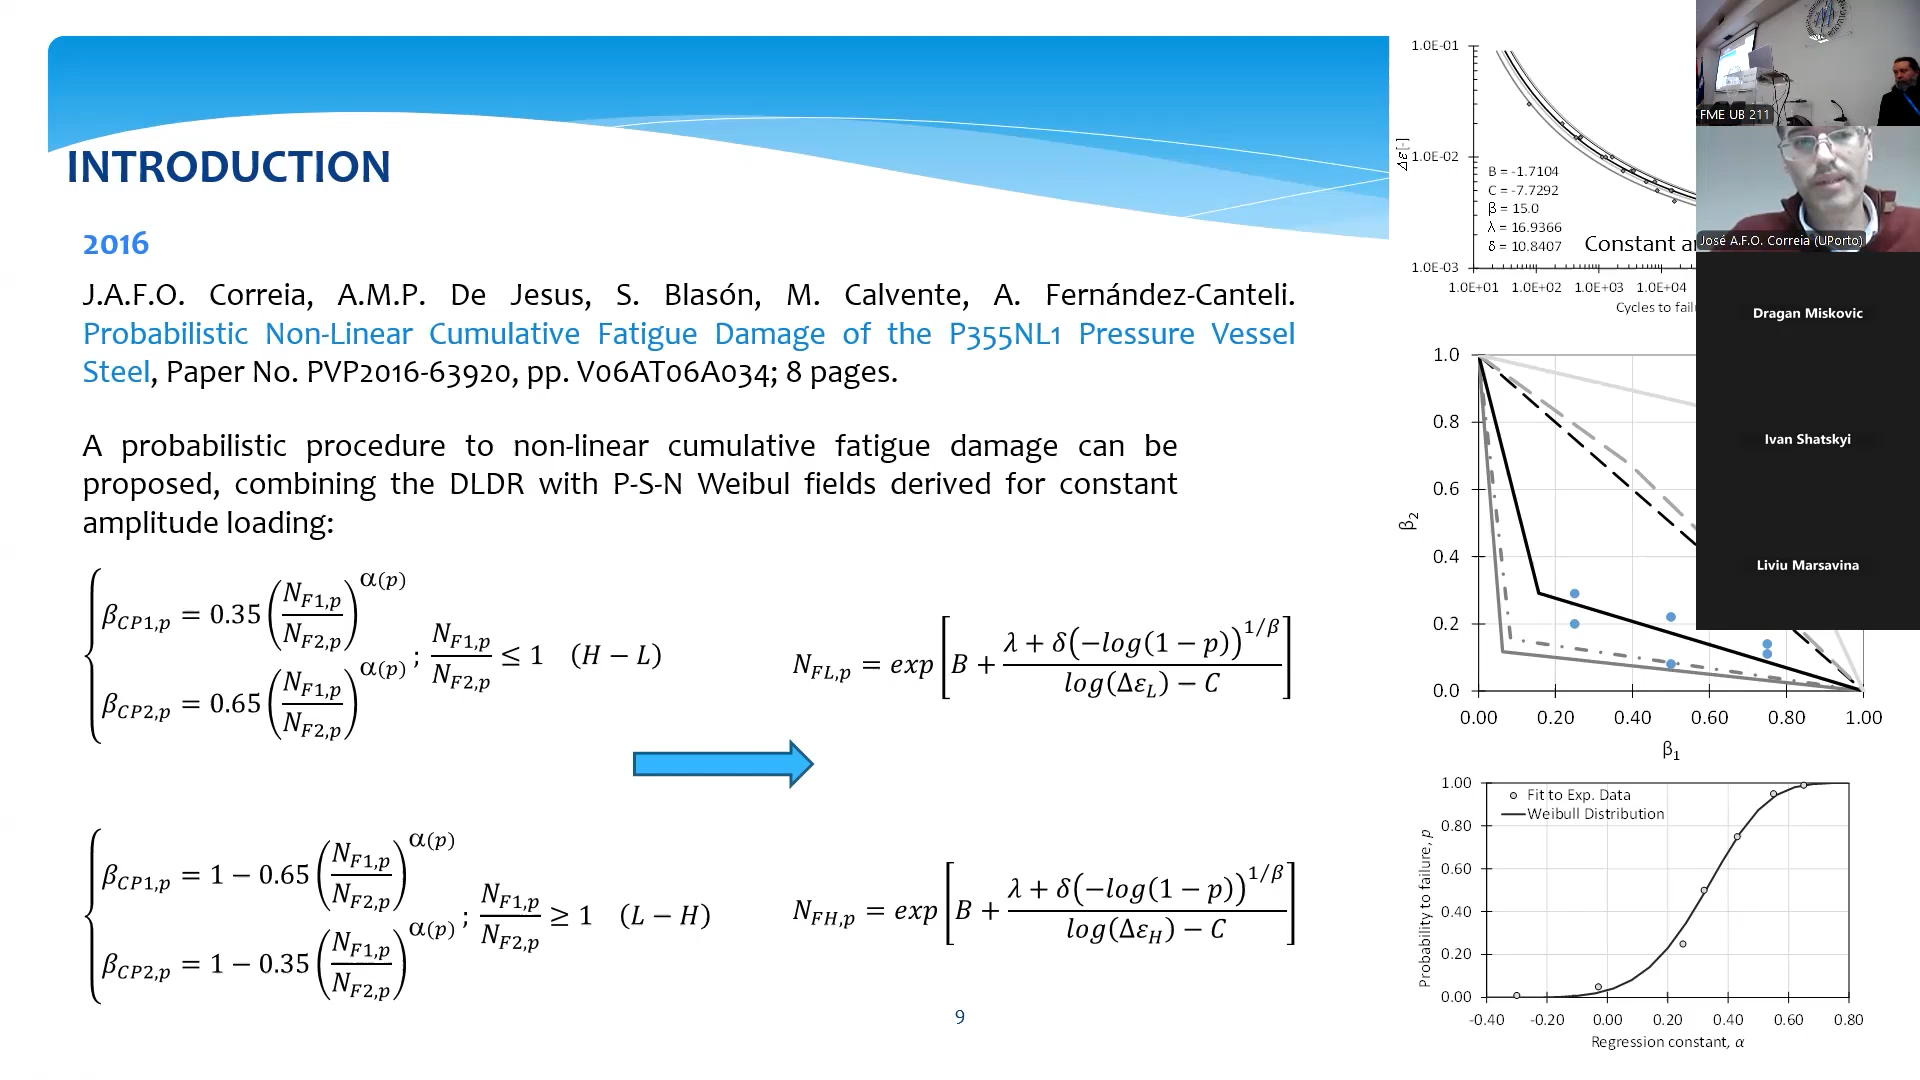 INTRODUCTION
2016
J.A.F.O. Correia, A.M.P. De Jesus, S. Blasón, M. Calvente, A. Fernández-Canteli.
Probabilistic Non-Linear Cumulative Fatigue Damage of the P355NL1 Pressure Vessel
Steel, Paper No. PVP2016-63920, pp. V06AT06A034; 8 pages.
A probabilistic procedure to non-linear cumulative fatigue damage can be
proposed, combining the DLDR with P-S-N Weibul fields derived for constant
amplitude loading:
β_{CP1,p} = 0.35 (N_{F1,p}/N_{F2,p})^{α(p)}
β_{CP2,p} = 0.65 (N_{F1,p}/N_{F2,p})^{α(p)} ; N_{F1,p}/N_{F2,p} ≤ 1 (H − L)
N_{FL,p} = exp[B + (λ + δ(−log(1 − p))^{1/β})/(log(Δε_L) − C)]
β_{CP1,p} = 1 − 0.65 (N_{F1,p}/N_{F2,p})^{α(p)}
β_{CP2,p} = 1 − 0.35 (N_{F1,p}/N_{F2,p})^{α(p)} ; N_{F1,p}/N_{F2,p} ≥ 1 (L − H)
N_{FH,p} = exp[B + (λ + δ(−log(1 − p))^{1/β})/(log(Δε_H) − C)]
9
1.0E-01
1.0E-02
1.0E-03
Δε [-]
B = -1.7104
C = -7.7292
β = 15.0
λ = 16.9366
δ = 10.8407
Constant a
1.0E+01 1.0E+02 1.0E+03 1.0E+04
Cycles to fail
1.0
0.8
0.6
0.4
0.2
0.0
β2
0.00 0.20 0.40 0.60 0.80 1.00
β1
1.00
0.80
0.60
0.40
0.20
0.00
Probability to failure, p
Fit to Exp. Data
Weibull Distribution
-0.40 -0.20 0.00 0.20 0.40 0.60 0.80
Regression constant, α
FME UB 211
José A.F.O. Correia (UPorto)
Dragan Miskovic
Ivan Shatskyi
Liviu Marsavina